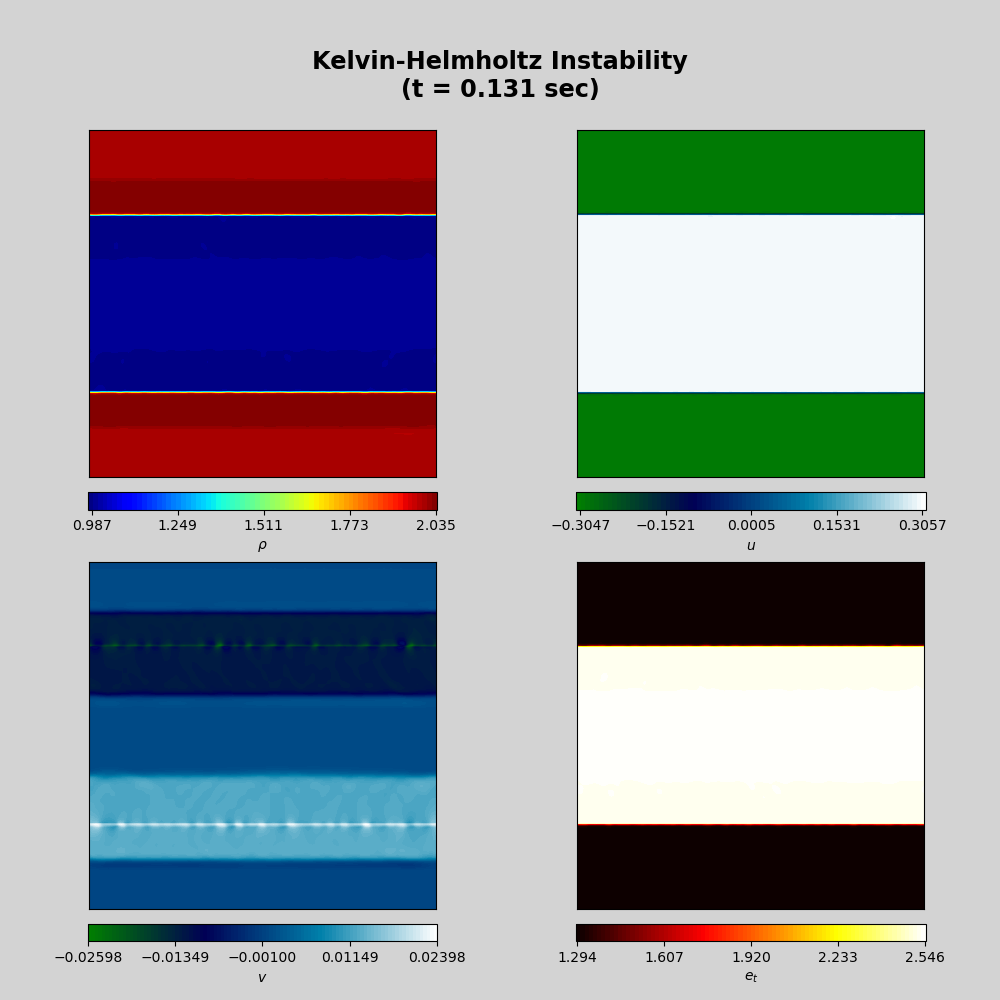 Kelvin-Helmholtz Instability
(t = 0.131 sec)
0.987 1.249 1.511 1.773 2.035
ρ
−0.3047 −0.1521 0.0005 0.1531 0.3057
u
−0.02598 −0.01349 −0.00100 0.01149 0.02398
v
1.294 1.607 1.920 2.233 2.546
eₜ